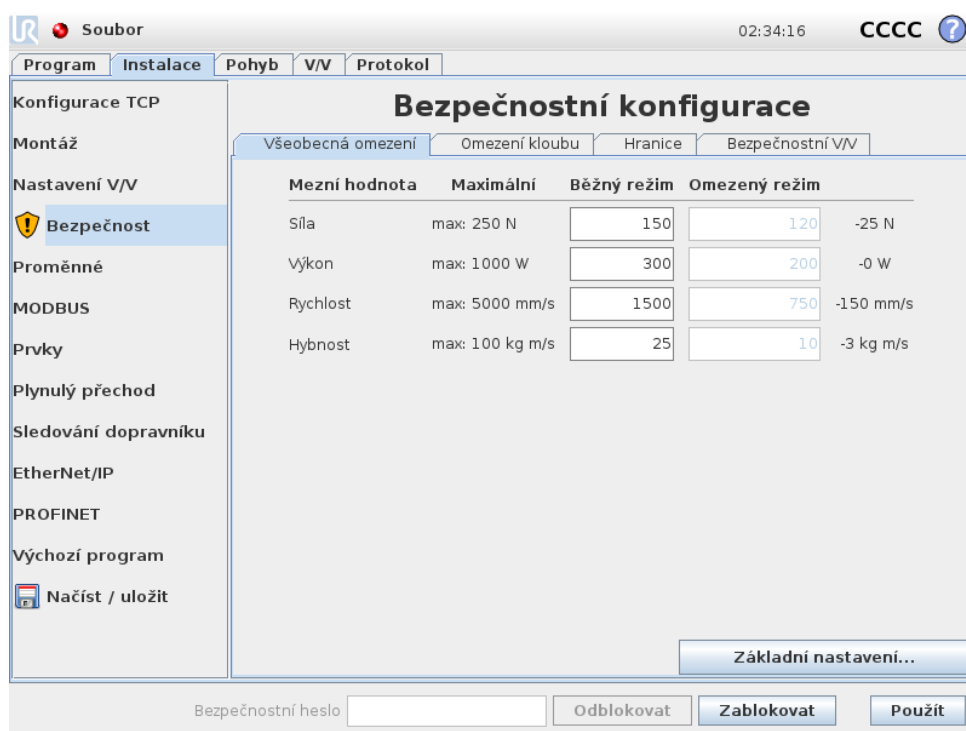 UR Soubor 02:34:16 CCCC ?
Program Instalace Pohyb V/V Protokol
Konfigurace TCP
Montáž
Nastavení V/V
Bezpečnost
Proměnné
MODBUS
Prvky
Plynulý přechod
Sledování dopravníku
EtherNet/IP
PROFINET
Výchozí program
Načíst / uložit
Bezpečnostní konfigurace
Všeobecná omezení Omezení kloubu Hranice Bezpečnostní V/V
Mezní hodnota Maximální Běžný režim Omezený režim
Síla max: 250 N 150 120 -25 N
Výkon max: 1000 W 300 200 -0 W
Rychlost max: 5000 mm/s 1500 750 -150 mm/s
Hybnost max: 100 kg m/s 25 10 -3 kg m/s
Základní nastavení...
Bezpečnostní heslo Odblokovat Zablokovat Použít